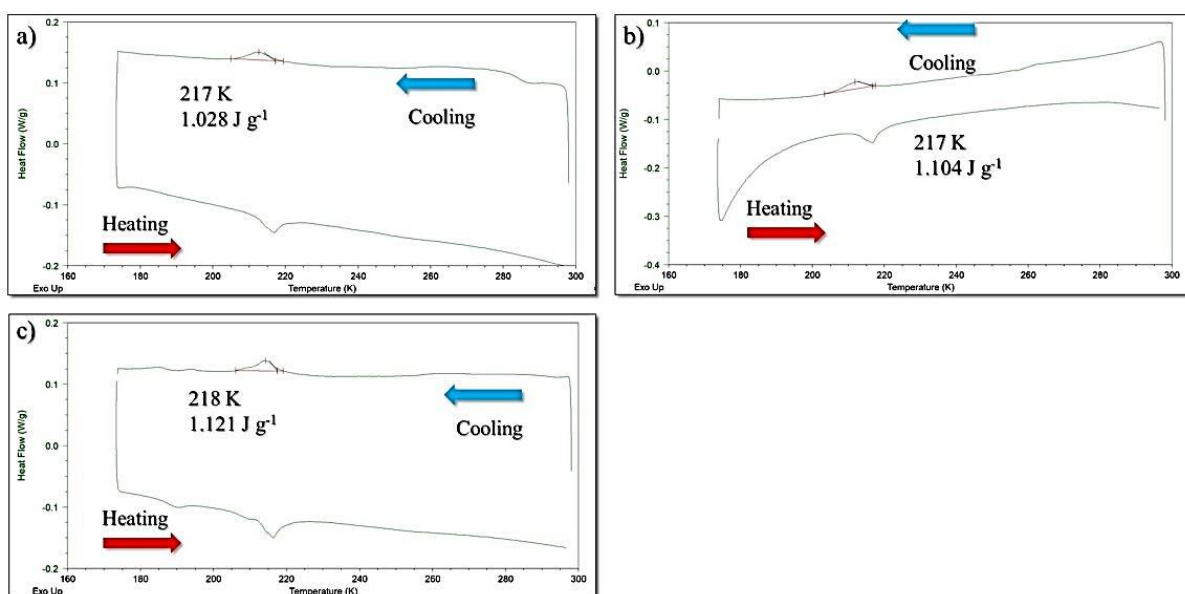 a)
0.2
0.1
0.0
-0.1
-0.2
Heat Flow (W/g)
217 K
1.028 J g-1
Cooling
Heating
160 180 200 220 240 260 280 300
Exo Up
Temperature (K)
b)
0.1
0.0
-0.1
-0.2
-0.3
-0.4
Heat Flow (W/g)
Cooling
217 K
1.104 J g-1
Heating
160 180 200 220 240 260 280 300
Exo Up
Temperature (K)
c)
0.2
0.1
0.0
-0.1
-0.2
Heat Flow (W/g)
218 K
1.121 J g-1
Cooling
Heating
160 180 200 220 240 260 280 300
Exo Up
Temperature (K)